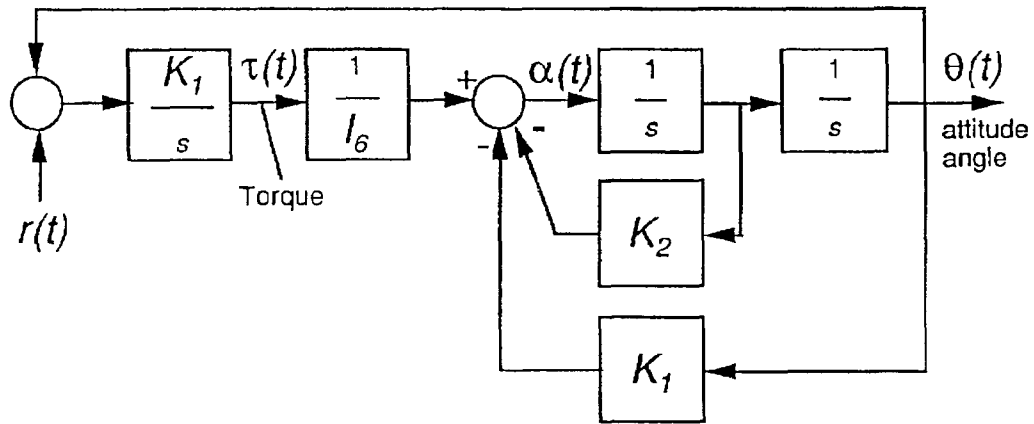 K₁
s
τ(t)
1
I₆
+
α(t)
1
s
1
s
θ(t)
attitude
angle
-
-
Torque
r(t)
K₂
K₁